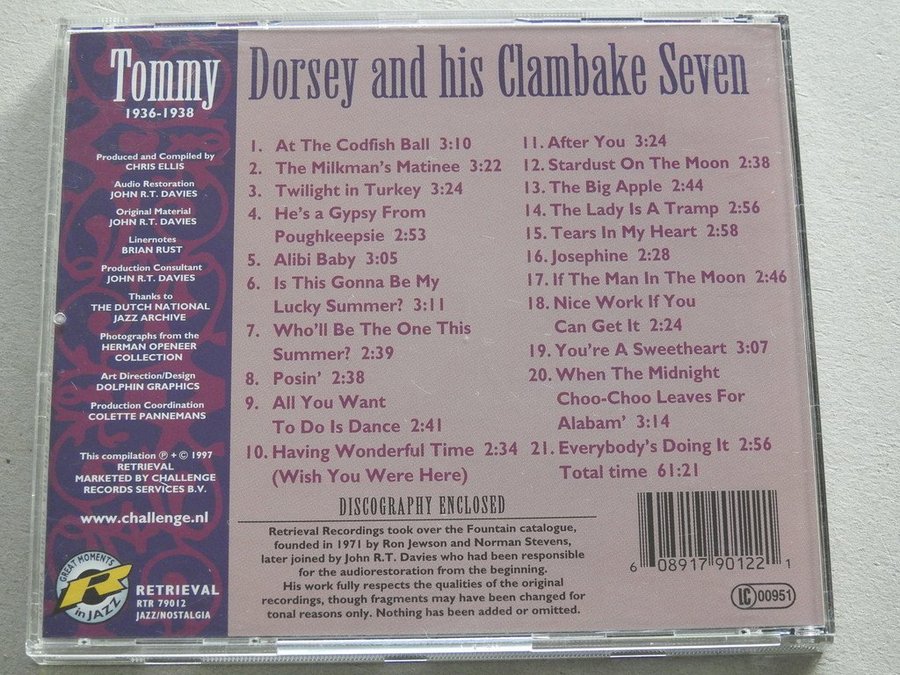 Tommy Dorsey and his Clambake Seven
1936-1938
Produced and Compiled by
CHRIS ELLIS
Audio Restoration
JOHN R.T. DAVIES
Original Material
JOHN R.T. DAVIES
Linernotes
BRIAN RUST
Production Consultant
JOHN R.T. DAVIES
Thanks to
THE DUTCH NATIONAL
JAZZ ARCHIVE
Photographs from the
HERMAN OPENEER
COLLECTION
Art Direction/Design
DOLPHIN GRAPHICS
Production Coordination
COLETTE PANNEMANS
This compilation ℗ + © 1997
RETRIEVAL
MARKETED BY CHALLENGE
RECORDS SERVICES B.V.
www.challenge.nl
GREAT MOMENTS
R
in JAZZ
RETRIEVAL
RTR 79012
JAZZ/NOSTALGIA
1. At The Codfish Ball 3:10
2. The Milkman's Matinee 3:22
3. Twilight in Turkey 3:24
4. He's a Gypsy From
Poughkeepsie 2:53
5. Alibi Baby 3:05
6. Is This Gonna Be My
Lucky Summer? 3:11
7. Who'll Be The One This
Summer? 2:39
8. Posin' 2:38
9. All You Want
To Do Is Dance 2:41
10. Having Wonderful Time 2:34
(Wish You Were Here)
11. After You 3:24
12. Stardust On The Moon 2:38
13. The Big Apple 2:44
14. The Lady Is A Tramp 2:56
15. Tears In My Heart 2:58
16. Josephine 2:28
17. If The Man In The Moon 2:46
18. Nice Work If You
Can Get It 2:24
19. You're A Sweetheart 3:07
20. When The Midnight
Choo-Choo Leaves For
Alabam' 3:14
21. Everybody's Doing It 2:56
Total time 61:21
DISCOGRAPHY ENCLOSED
Retrieval Recordings took over the Fountain catalogue,
founded in 1971 by Ron Jewson and Norman Stevens,
later joined by John R.T. Davies who had been responsible
for the audiorestoration from the beginning.
His work fully respects the qualities of the original
recordings, though fragments may have been changed for
tonal reasons only. Nothing has been added or omitted.
6 08917 90122 1
LC 00951